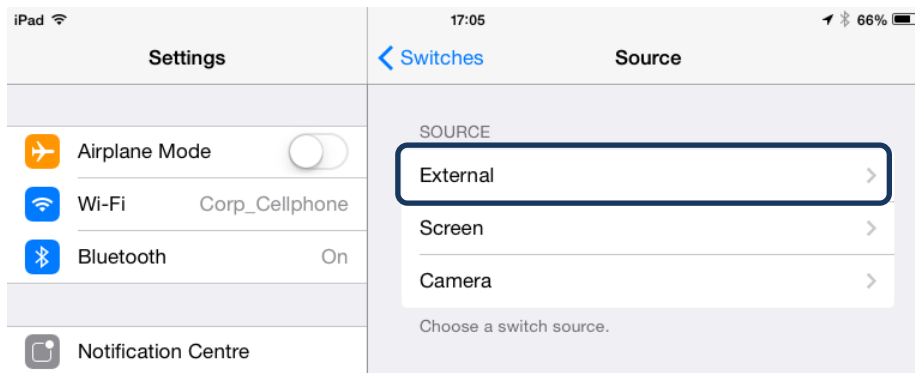 iPad 17:05 66%
Settings
Switches Source
SOURCE
Airplane Mode
External
Wi-Fi Corp_Cellphone
Screen
Bluetooth On
Camera
Choose a switch source.
Notification Centre